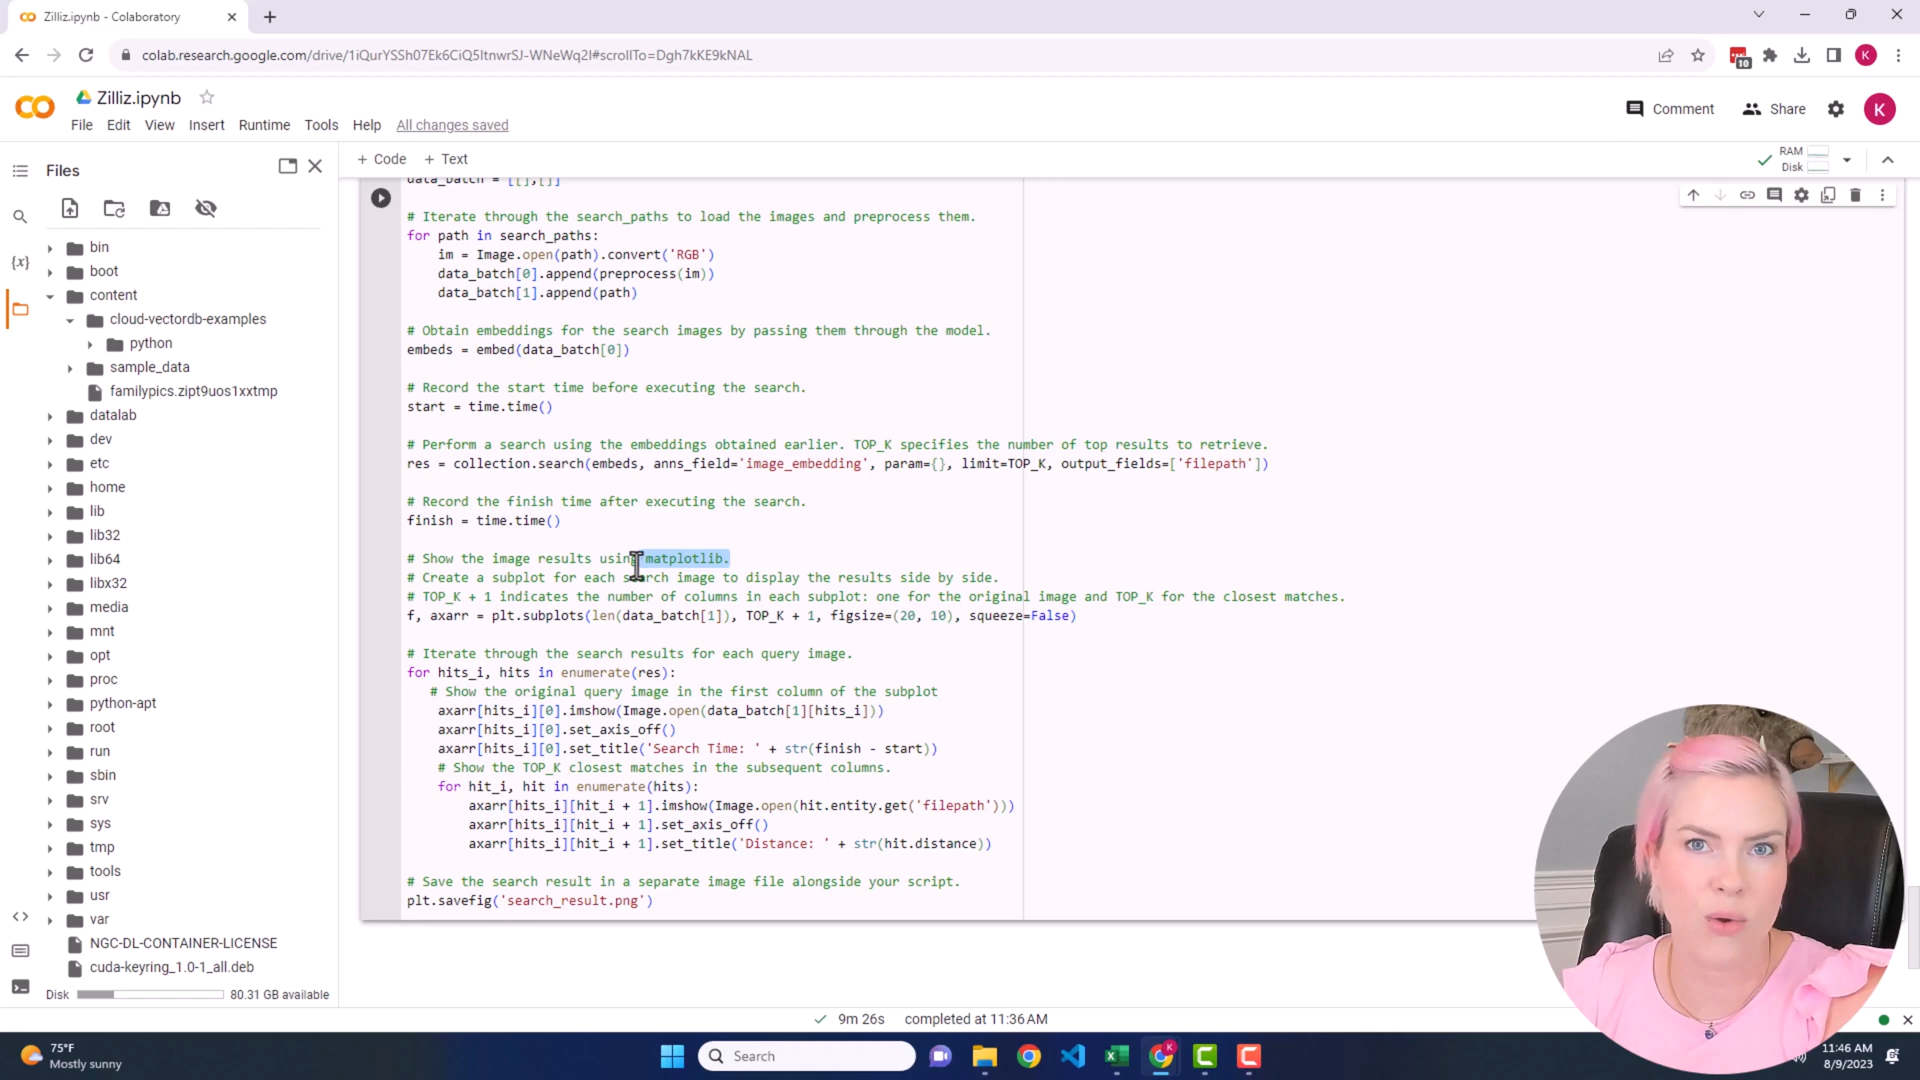 Zilliz.ipynb - Colaboratory
colab.research.google.com/drive/1iQurYSSh07Ek6CiQ5ItnwrSJ-WNeWq2I#scrollTo=Dgh7kKE9kNAL
10
K
Zilliz.ipynb
File Edit View Insert Runtime Tools Help All changes saved
Comment Share K
Files
+ Code + Text
RAM
Disk
bin
boot
content
cloud-vectordb-examples
python
sample_data
familypics.zipt9uos1xxtmp
datalab
dev
etc
home
lib
lib32
lib64
libx32
media
mnt
opt
proc
python-apt
root
run
sbin
srv
sys
tmp
tools
usr
var
NGC-DL-CONTAINER-LICENSE
cuda-keyring_1.0-1_all.deb
Disk 80.31 GB available
data_batch = [[],[]]
# Iterate through the search_paths to load the images and preprocess them.
for path in search_paths:
im = Image.open(path).convert('RGB')
data_batch[0].append(preprocess(im))
data_batch[1].append(path)
# Obtain embeddings for the search images by passing them through the model.
embeds = embed(data_batch[0])
# Record the start time before executing the search.
start = time.time()
# Perform a search using the embeddings obtained earlier. TOP_K specifies the number of top results to retrieve.
res = collection.search(embeds, anns_field='image_embedding', param={}, limit=TOP_K, output_fields=['filepath'])
# Record the finish time after executing the search.
finish = time.time()
# Show the image results using matplotlib.
# Create a subplot for each search image to display the results side by side.
# TOP_K + 1 indicates the number of columns in each subplot: one for the original image and TOP_K for the closest matches.
f, axarr = plt.subplots(len(data_batch[1]), TOP_K + 1, figsize=(20, 10), squeeze=False)
# Iterate through the search results for each query image.
for hits_i, hits in enumerate(res):
# Show the original query image in the first column of the subplot
axarr[hits_i][0].imshow(Image.open(data_batch[1][hits_i]))
axarr[hits_i][0].set_axis_off()
axarr[hits_i][0].set_title('Search Time: ' + str(finish - start))
# Show the TOP_K closest matches in the subsequent columns.
for hit_i, hit in enumerate(hits):
axarr[hits_i][hit_i + 1].imshow(Image.open(hit.entity.get('filepath')))
axarr[hits_i][hit_i + 1].set_axis_off()
axarr[hits_i][hit_i + 1].set_title('Distance: ' + str(hit.distance))
# Save the search result in a separate image file alongside your script.
plt.savefig('search_result.png')
9m 26s completed at 11:36 AM
75°F
Mostly sunny
Search
K
11:46 AM
8/9/2023